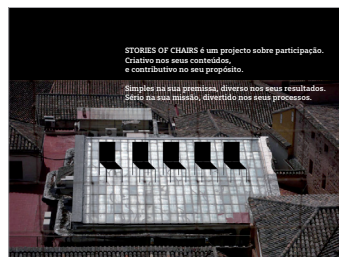 STORIES OF CHAIRS é um projecto sobre participação.
Criativo nos seus conteúdos,
e contributivo no seu propósito.
Simples na sua premissa, diverso nos seus resultados.
Sério na sua missão, divertido nos seus processos.